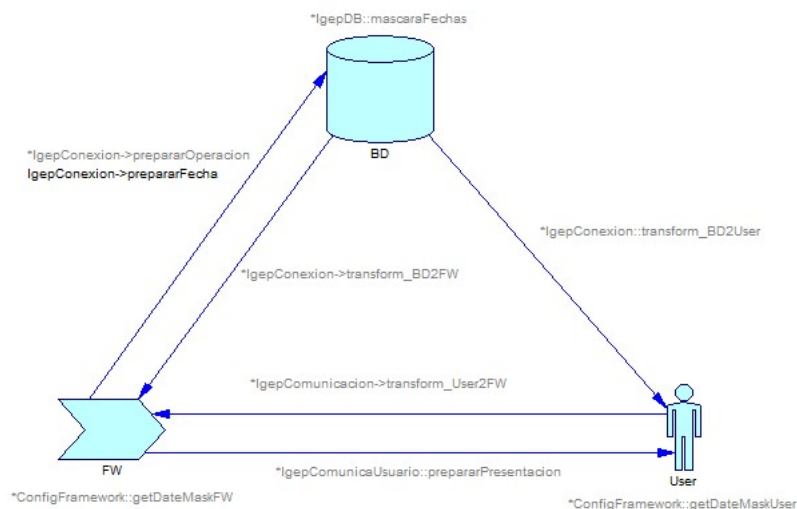 *IgepDB::mascaraFechas
*IgepConexion->prepararOperacion
IgepConexion->prepararFecha
BD
*IgepConexion::transform_BD2User
*IgepConexion->transform_BD2FW
*IgepComunicacion->transform_User2FW
FW
*IgepComunicaUsuario::prepararPresentacion
User
*ConfigFramework::getDateMaskFW
*ConfigFramework::getDateMaskUser